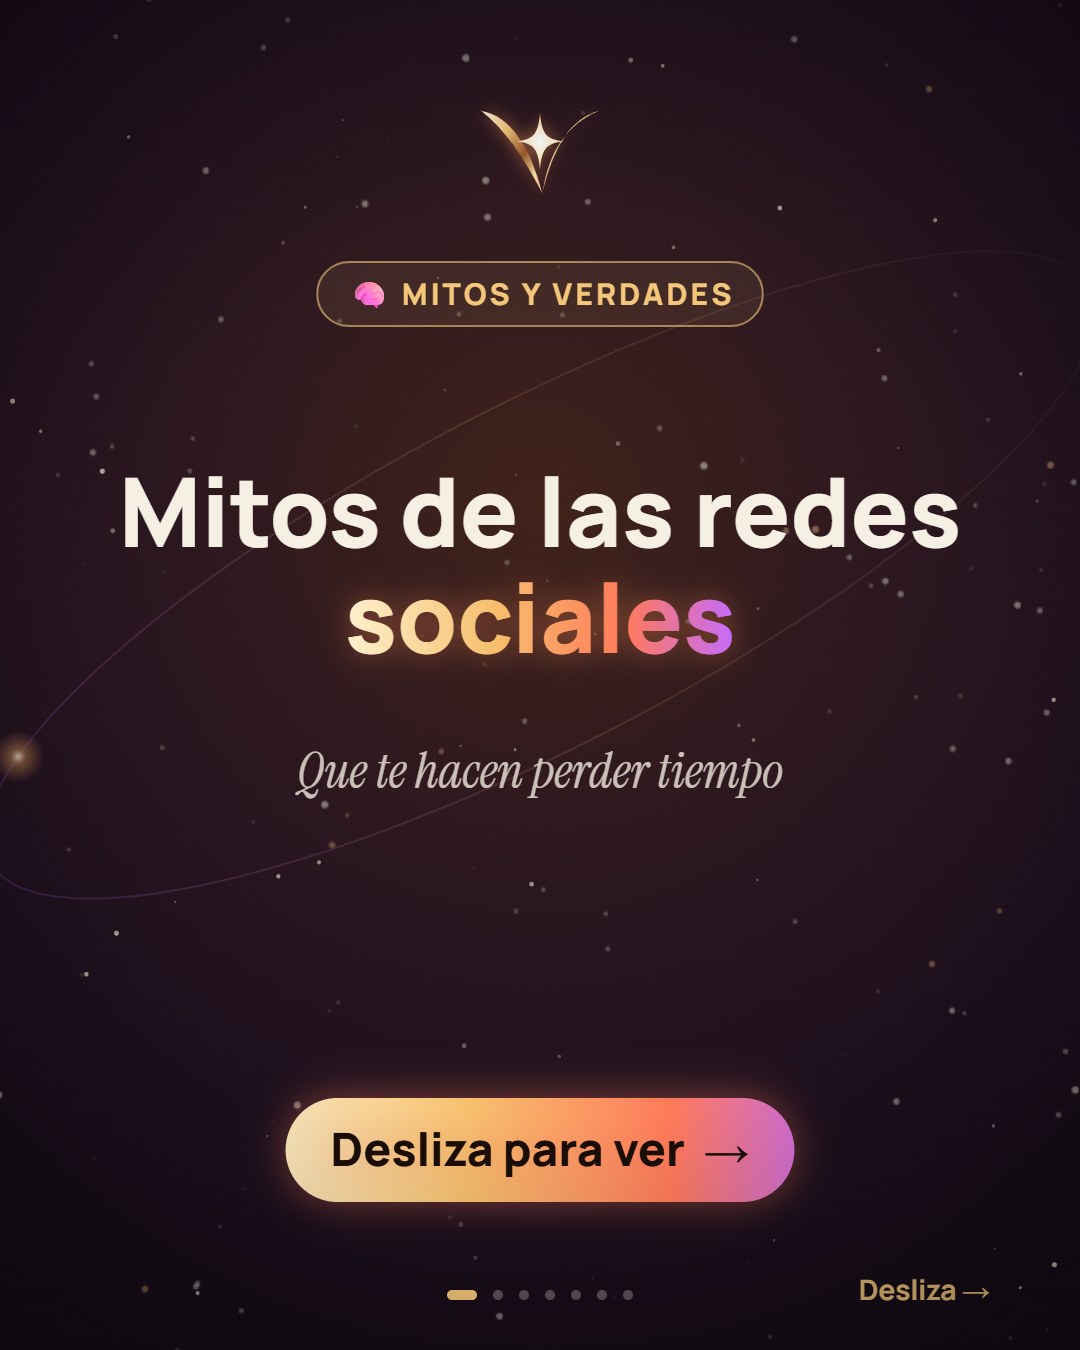 🧠 MITOS Y VERDADES
Mitos de las redes
sociales
Que te hacen perder tiempo
Desliza para ver →
Desliza →